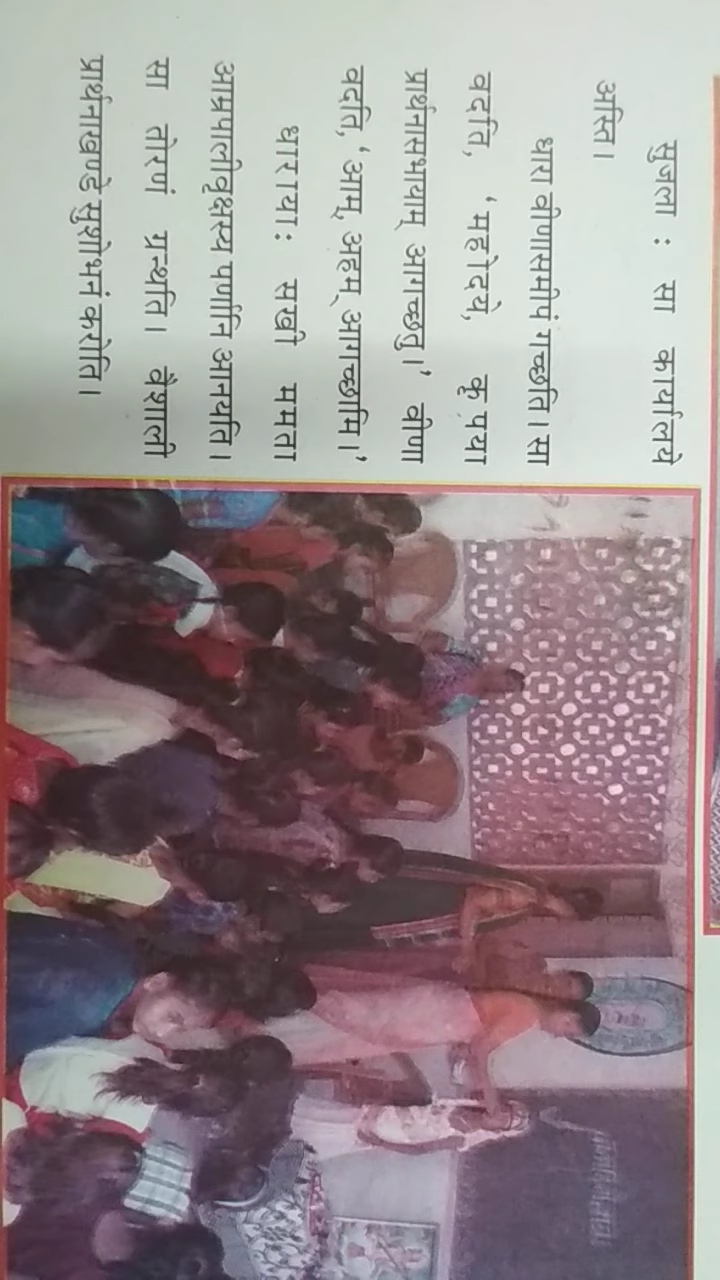 सुजला : सा कार्यालये
अस्ति।
धारा वीणासमीपं गच्छति। सा
वदति, ‘महोदये, कृपया
प्रार्थनासभायाम् आगच्छतु।’ वीणा
वदति, ‘आम्, अहम् आगच्छामि।’
धारायाः सखी ममता
आम्रपालीवृक्षस्य पर्णानि आनयति।
सा तोरणं ग्रन्थति। वैशाली
प्रार्थनाखण्डे सुशोभनं करोति।